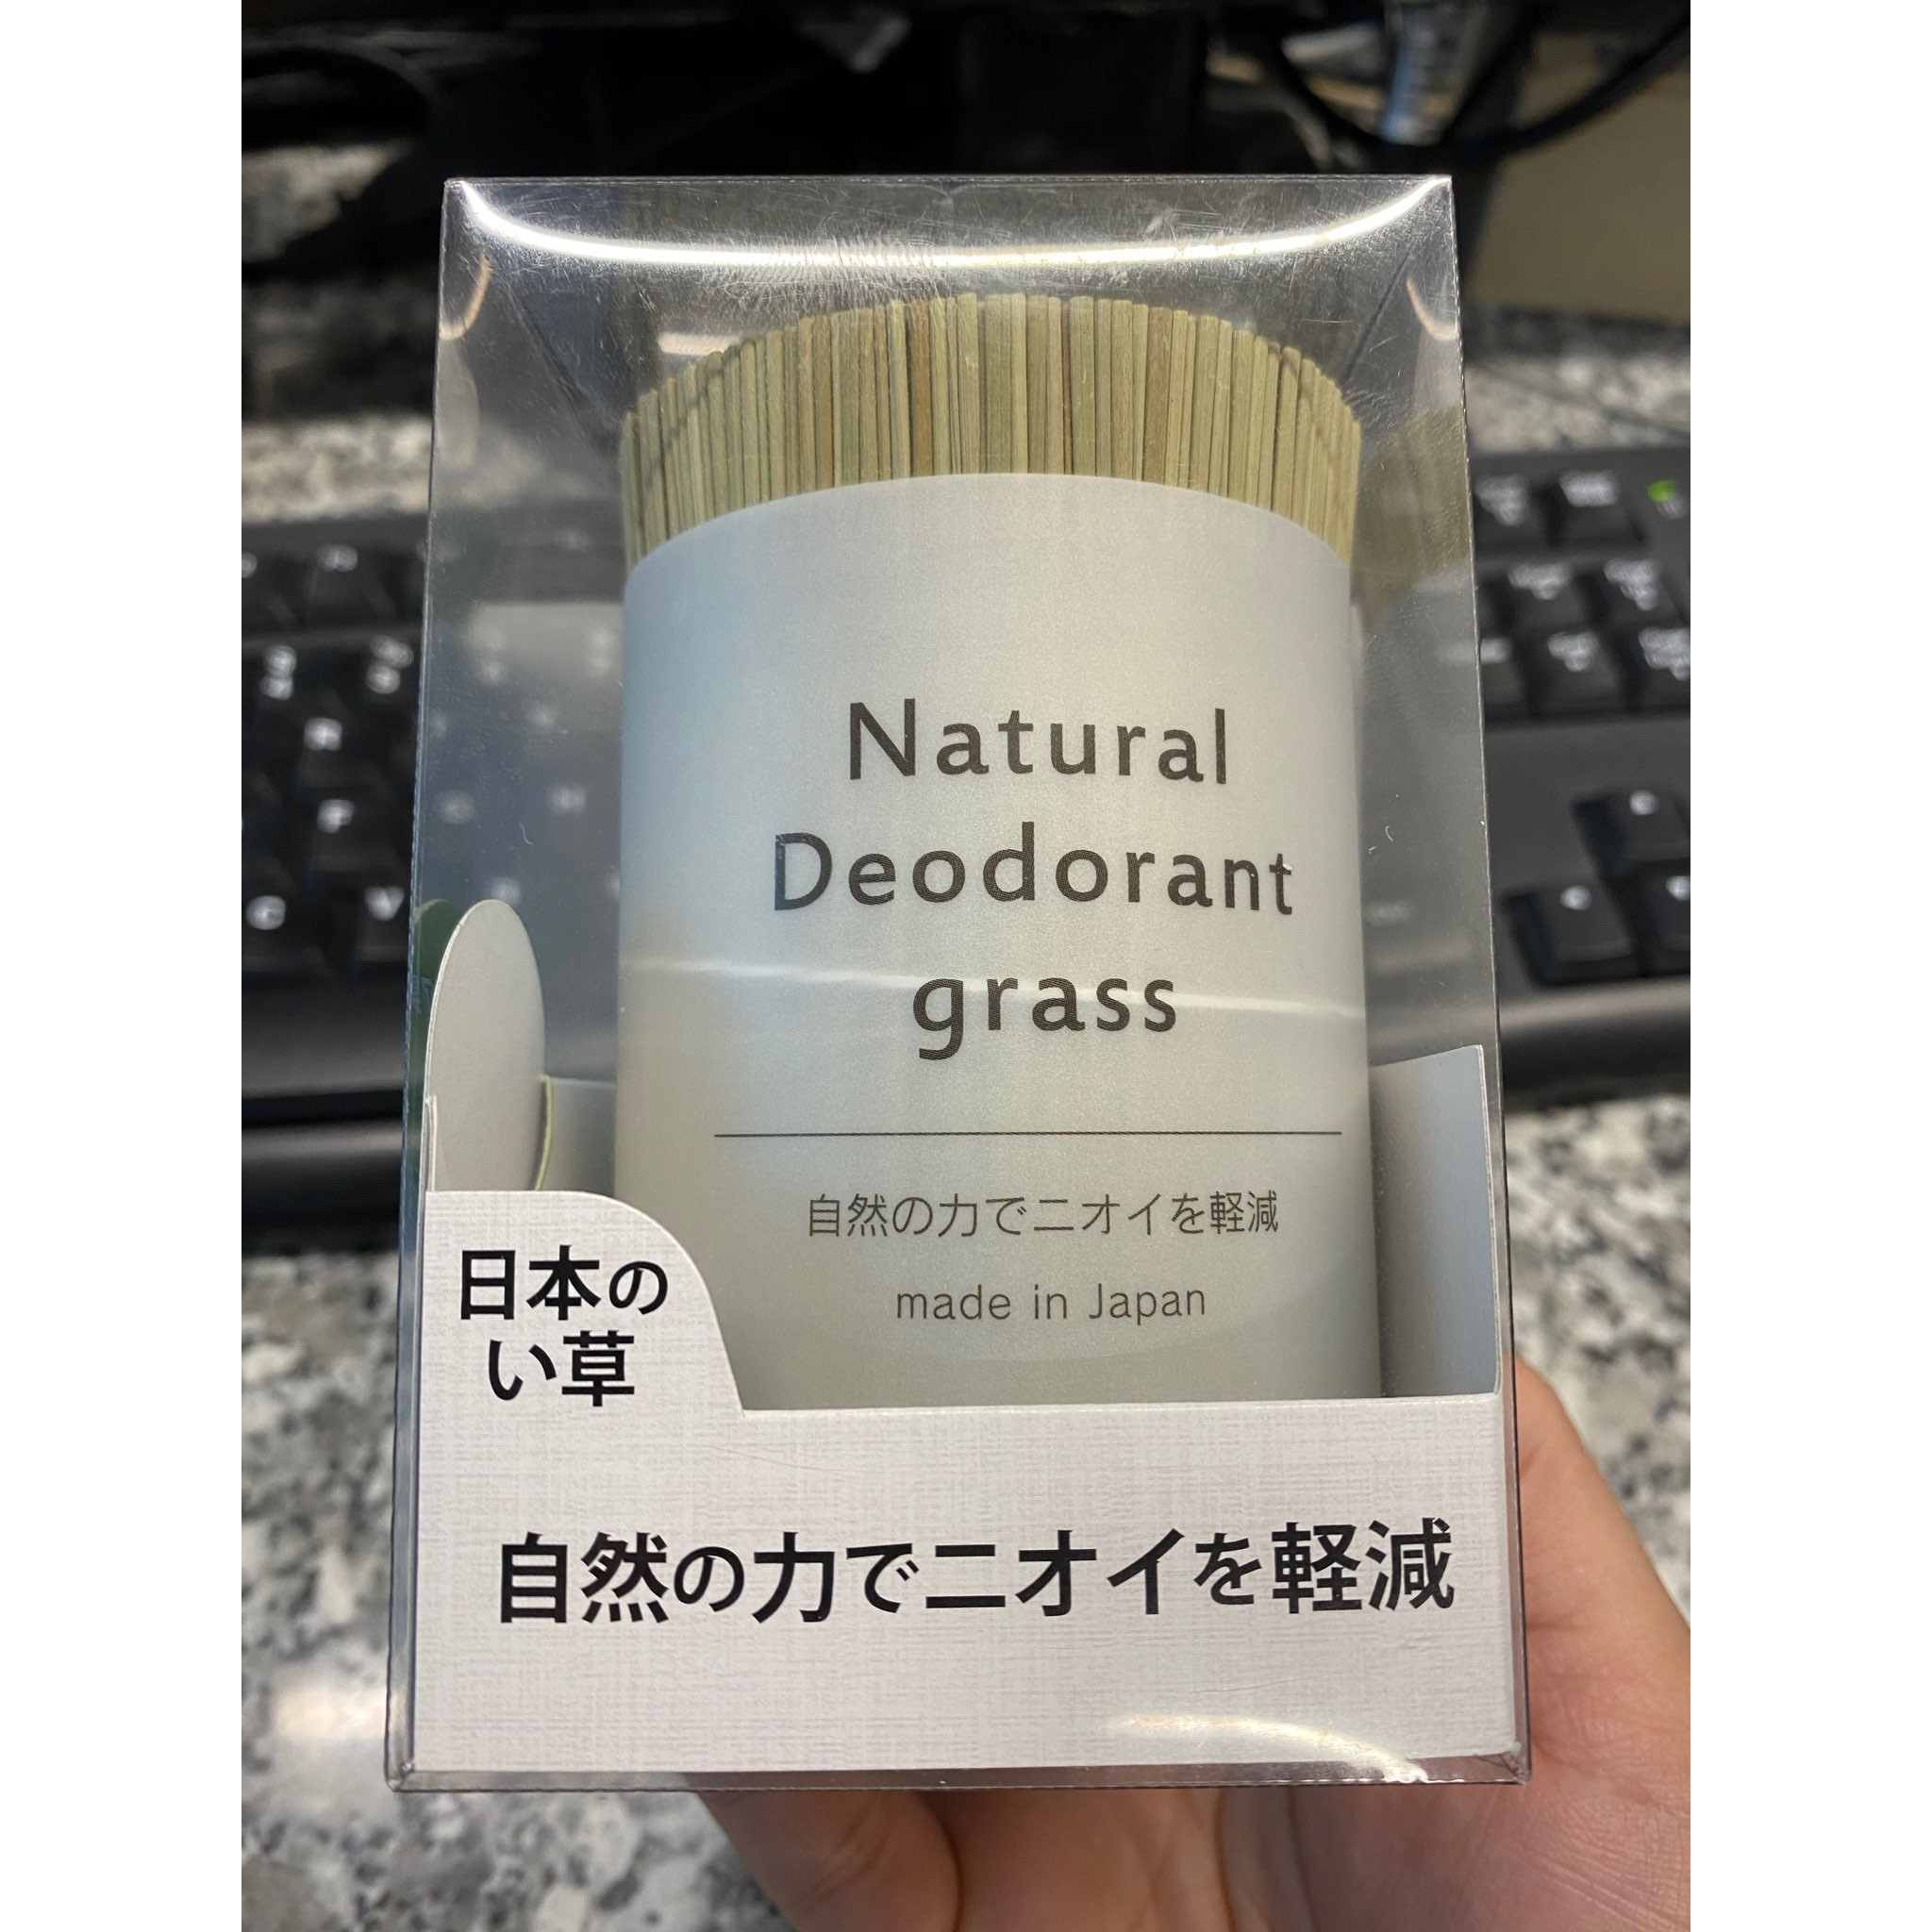 Natural
Deodorant
grass
自然の力でニオイを軽減
made in Japan
日本の
い草
自然の力でニオイを軽減